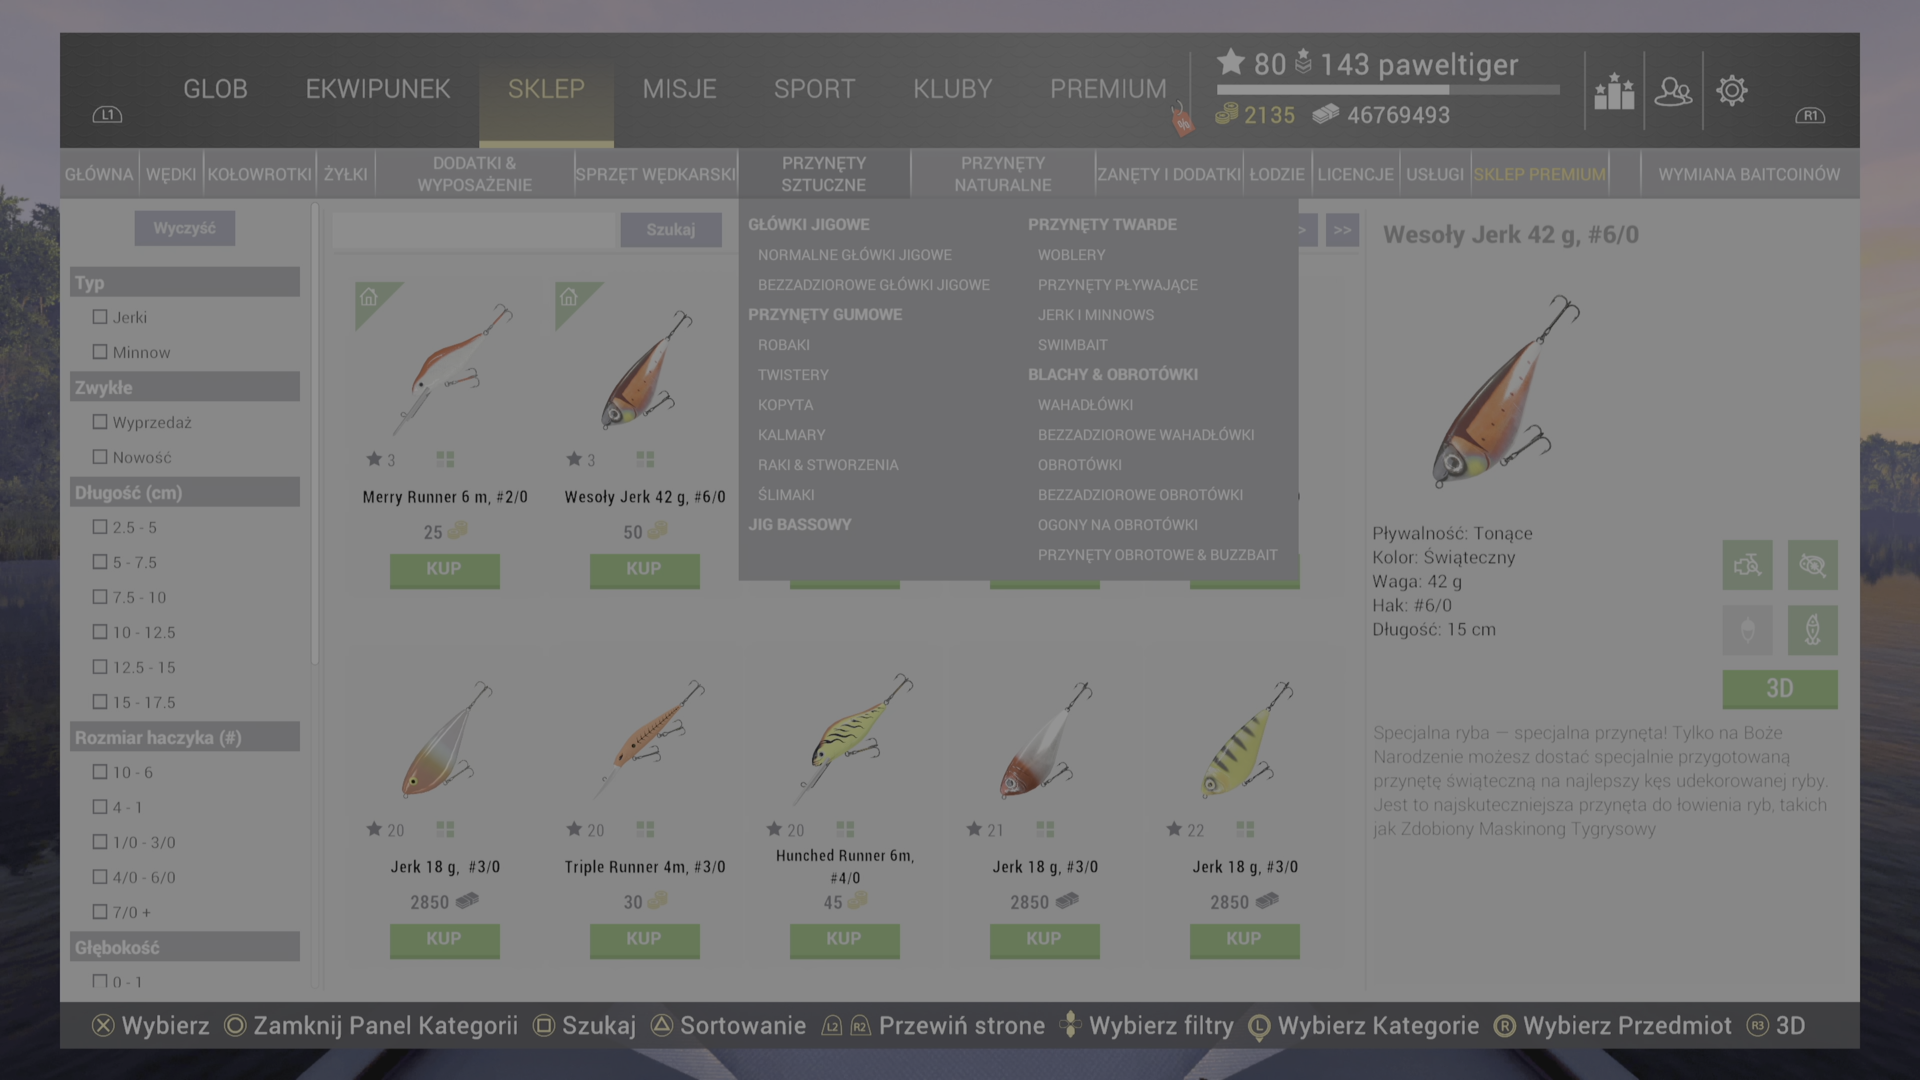 GLOB EKWIPUNEK SKLEP MISJE SPORT KLUBY PREMIUM
80 143 paweltiger
2135 46769493
L1
R1
GŁÓWNA WĘDKI KOŁOWROTKI ŻYŁKI DODATKI & WYPOSAŻENIE SPRZĘT WĘDKARSKI PRZYNĘTY SZTUCZNE PRZYNĘTY NATURALNE ZANĘTY I DODATKI ŁODZIE LICENCJE USŁUGI SKLEP PREMIUM WYMIANA BAITCOINÓW
Wyczyść
Typ
Jerki
Minnow
Zwykłe
Wyprzedaż
Nowość
Długość (cm)
2.5 - 5
5 - 7.5
7.5 - 10
10 - 12.5
12.5 - 15
15 - 17.5
Rozmiar haczyka (#)
10 - 6
4 - 1
1/0 - 3/0
4/0 - 6/0
7/0 +
Głębokość
0 - 1
Szukaj
> >>
GŁÓWKI JIGOWE
NORMALNE GŁÓWKI JIGOWE
BEZZADZIOROWE GŁÓWKI JIGOWE
PRZYNĘTY GUMOWE
ROBAKI
TWISTERY
KOPYTA
KALMARY
RAKI & STWORZENIA
ŚLIMAKI
JIG BASSOWY
PRZYNĘTY TWARDE
WOBLERY
PRZYNĘTY PŁYWAJĄCE
JERK I MINNOWS
SWIMBAIT
BLACHY & OBROTÓWKI
WAHADŁÓWKI
BEZZADZIOROWE WAHADŁÓWKI
OBROTÓWKI
BEZZADZIOROWE OBROTÓWKI
OGONY NA OBROTÓWKI
PRZYNĘTY OBROTOWE & BUZZBAIT
3
Merry Runner 6 m, #2/0
25
KUP
3
Wesoły Jerk 42 g, #6/0
50
KUP
20
Jerk 18 g, #3/0
2850
KUP
20
Triple Runner 4m, #3/0
30
KUP
20
Hunched Runner 6m,
#4/0
45
KUP
21
Jerk 18 g, #3/0
2850
KUP
22
Jerk 18 g, #3/0
2850
KUP
Wesoły Jerk 42 g, #6/0
Pływalność: Tonące
Kolor: Świąteczny
Waga: 42 g
Hak: #6/0
Długość: 15 cm
3D
Specjalna ryba — specjalna przynęta! Tylko na Boże
Narodzenie możesz dostać specjalnie przygotowaną
przynętę świąteczną na najlepszy kęs udekorowanej ryby.
Jest to najskuteczniejsza przynęta do łowienia ryb, takich
jak Zdobiony Maskinong Tygrysowy
Wybierz Zamknij Panel Kategorii Szukaj Sortowanie L2 R2 Przewiń strone Wybierz filtry L Wybierz Kategorie R Wybierz Przedmiot R3 3D